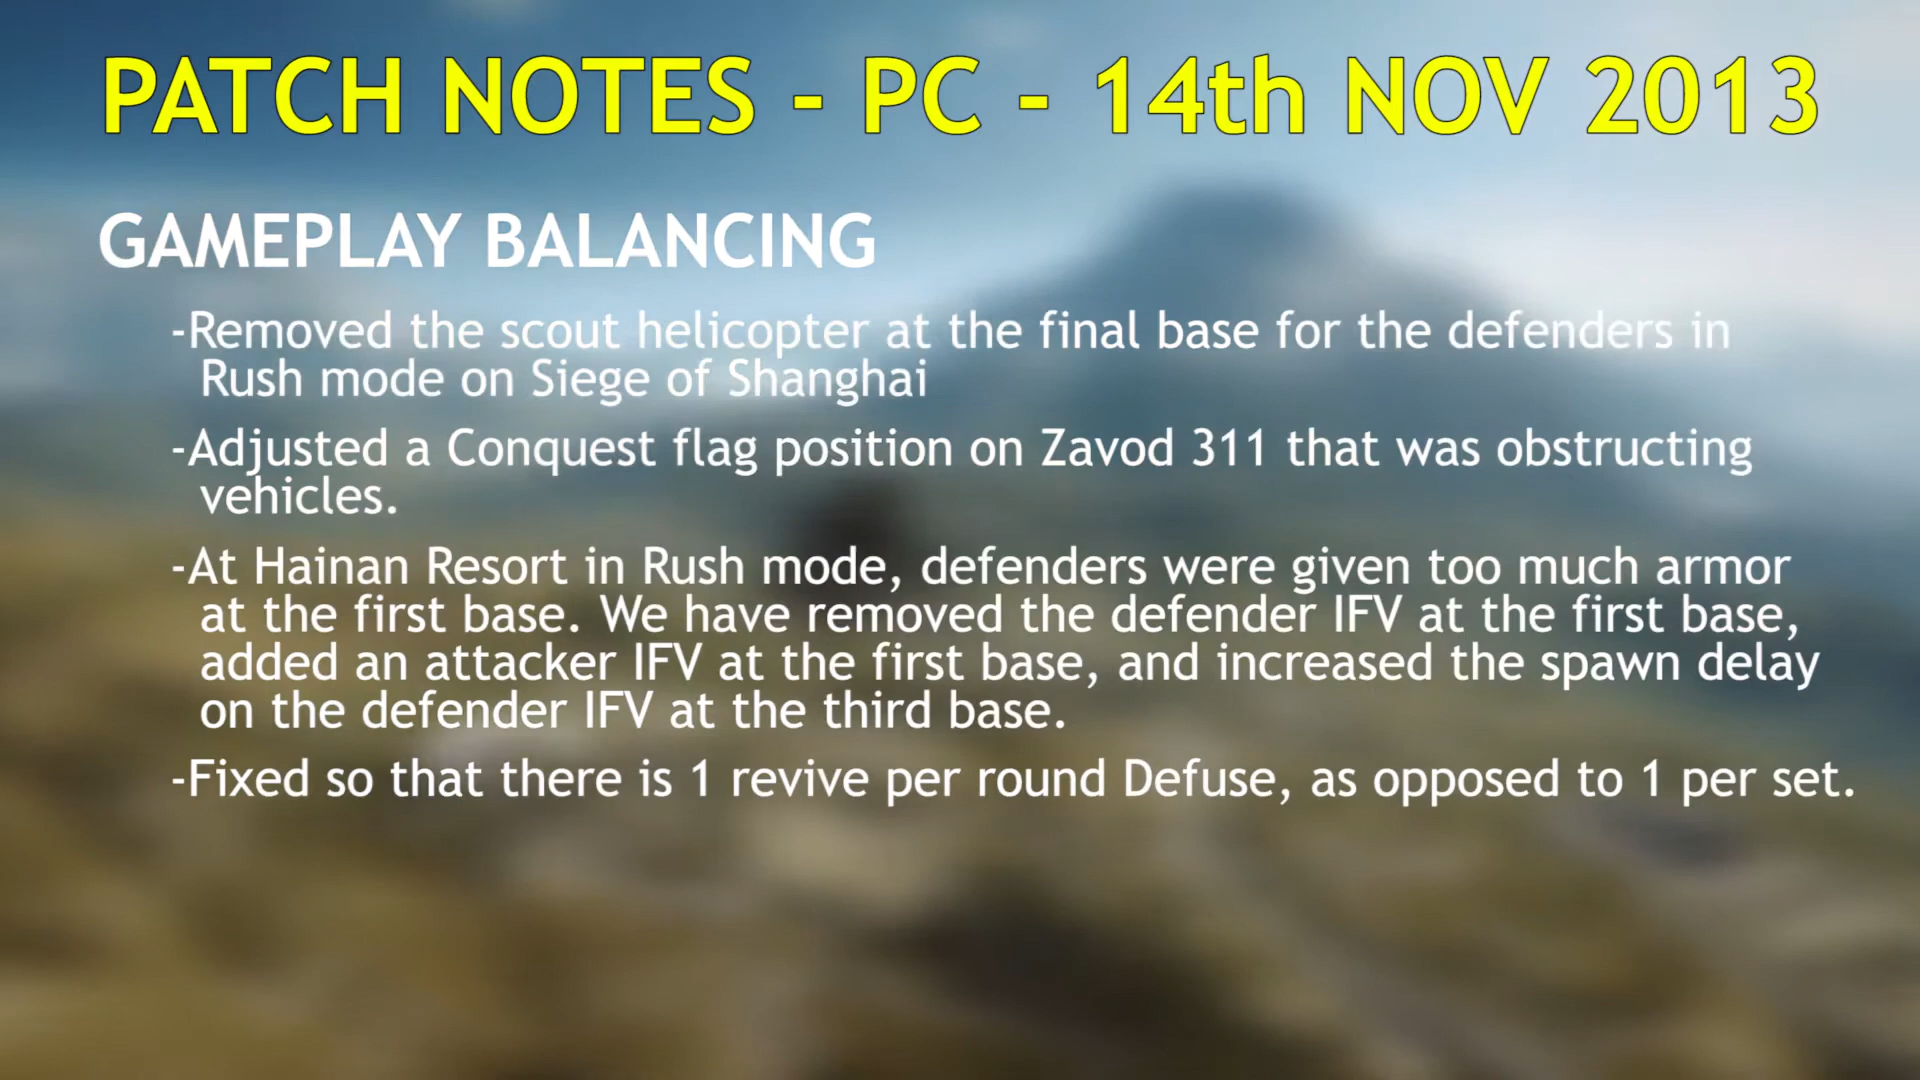 PATCH NOTES - PC - 14th NOV 2013
GAMEPLAY BALANCING
-Removed the scout helicopter at the final base for the defenders in
Rush mode on Siege of Shanghai
-Adjusted a Conquest flag position on Zavod 311 that was obstructing
vehicles.
-At Hainan Resort in Rush mode, defenders were given too much armor
at the first base. We have removed the defender IFV at the first base,
added an attacker IFV at the first base, and increased the spawn delay
on the defender IFV at the third base.
-Fixed so that there is 1 revive per round Defuse, as opposed to 1 per set.